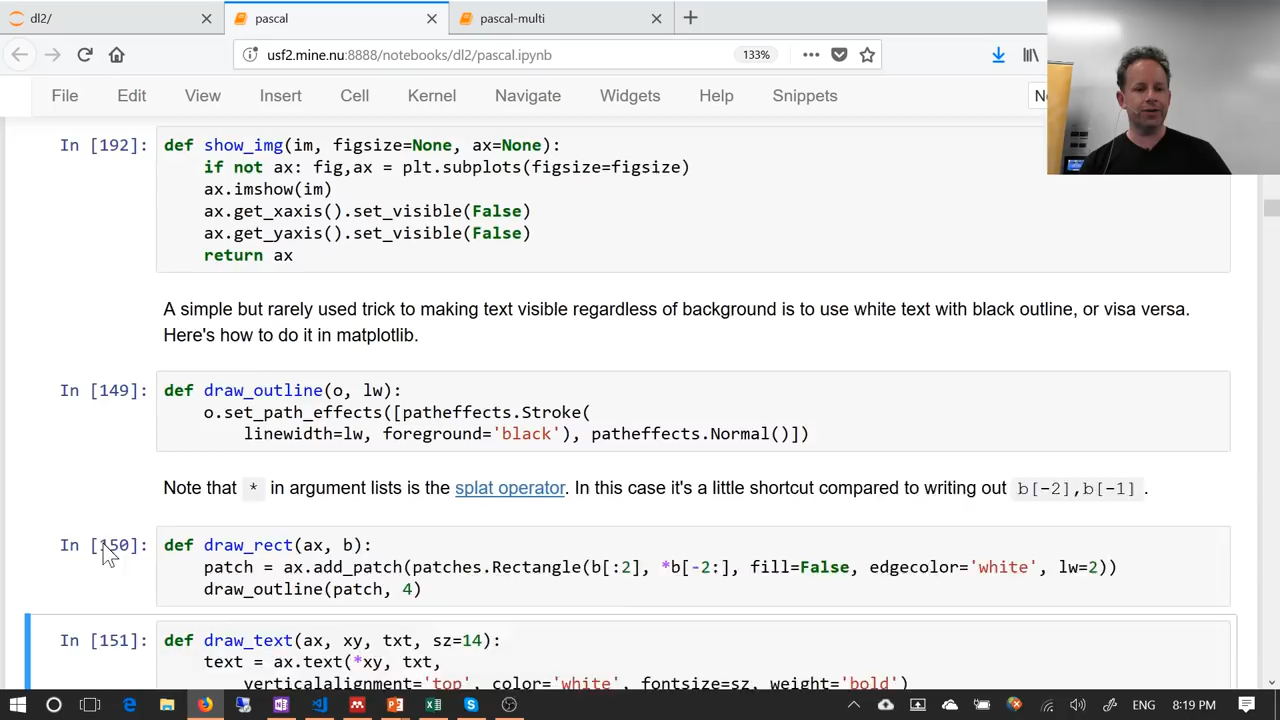 dl2/
pascal
pascal-multi
usf2.mine.nu:8888/notebooks/dl2/pascal.ipynb
133%
File Edit View Insert Cell Kernel Navigate Widgets Help Snippets
In [192]: def show_img(im, figsize=None, ax=None):
if not ax: fig,ax = plt.subplots(figsize=figsize)
ax.imshow(im)
ax.get_xaxis().set_visible(False)
ax.get_yaxis().set_visible(False)
return ax
A simple but rarely used trick to making text visible regardless of background is to use white text with black outline, or visa versa.
Here's how to do it in matplotlib.
In [149]: def draw_outline(o, lw):
o.set_path_effects([patheffects.Stroke(
linewidth=lw, foreground='black'), patheffects.Normal()])
Note that * in argument lists is the splat operator. In this case it's a little shortcut compared to writing out b[-2],b[-1].
In [150]: def draw_rect(ax, b):
patch = ax.add_patch(patches.Rectangle(b[:2], *b[-2:], fill=False, edgecolor='white', lw=2))
draw_outline(patch, 4)
In [151]: def draw_text(ax, xy, txt, sz=14):
text = ax.text(*xy, txt,
verticalalignment='top', color='white', fontsize=sz, weight='bold')
ENG 8:19 PM